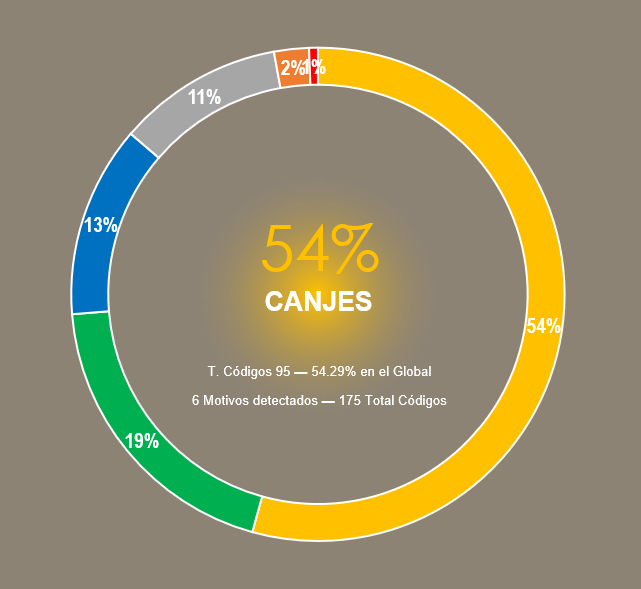 2%
1%
11%
13%
54%
CANJES
54%
T. Códigos 95 — 54.29% en el Global
6 Motivos detectados — 175 Total Códigos
19%